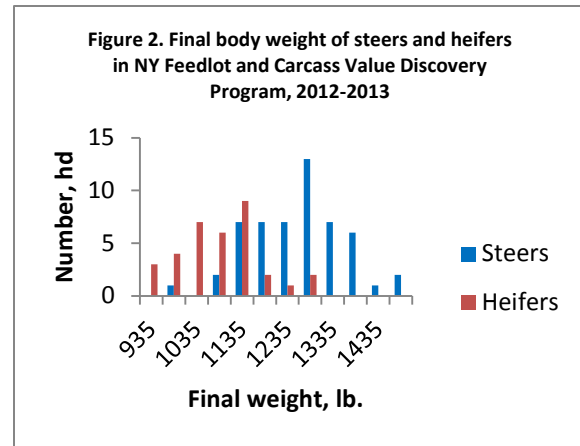 Figure 2. Final body weight of steers and heifers
in NY Feedlot and Carcass Value Discovery
Program, 2012-2013
15
10
5
0
Number, hd
935
1035
1135
1235
1335
1435
Final weight, lb.
Steers
Heifers